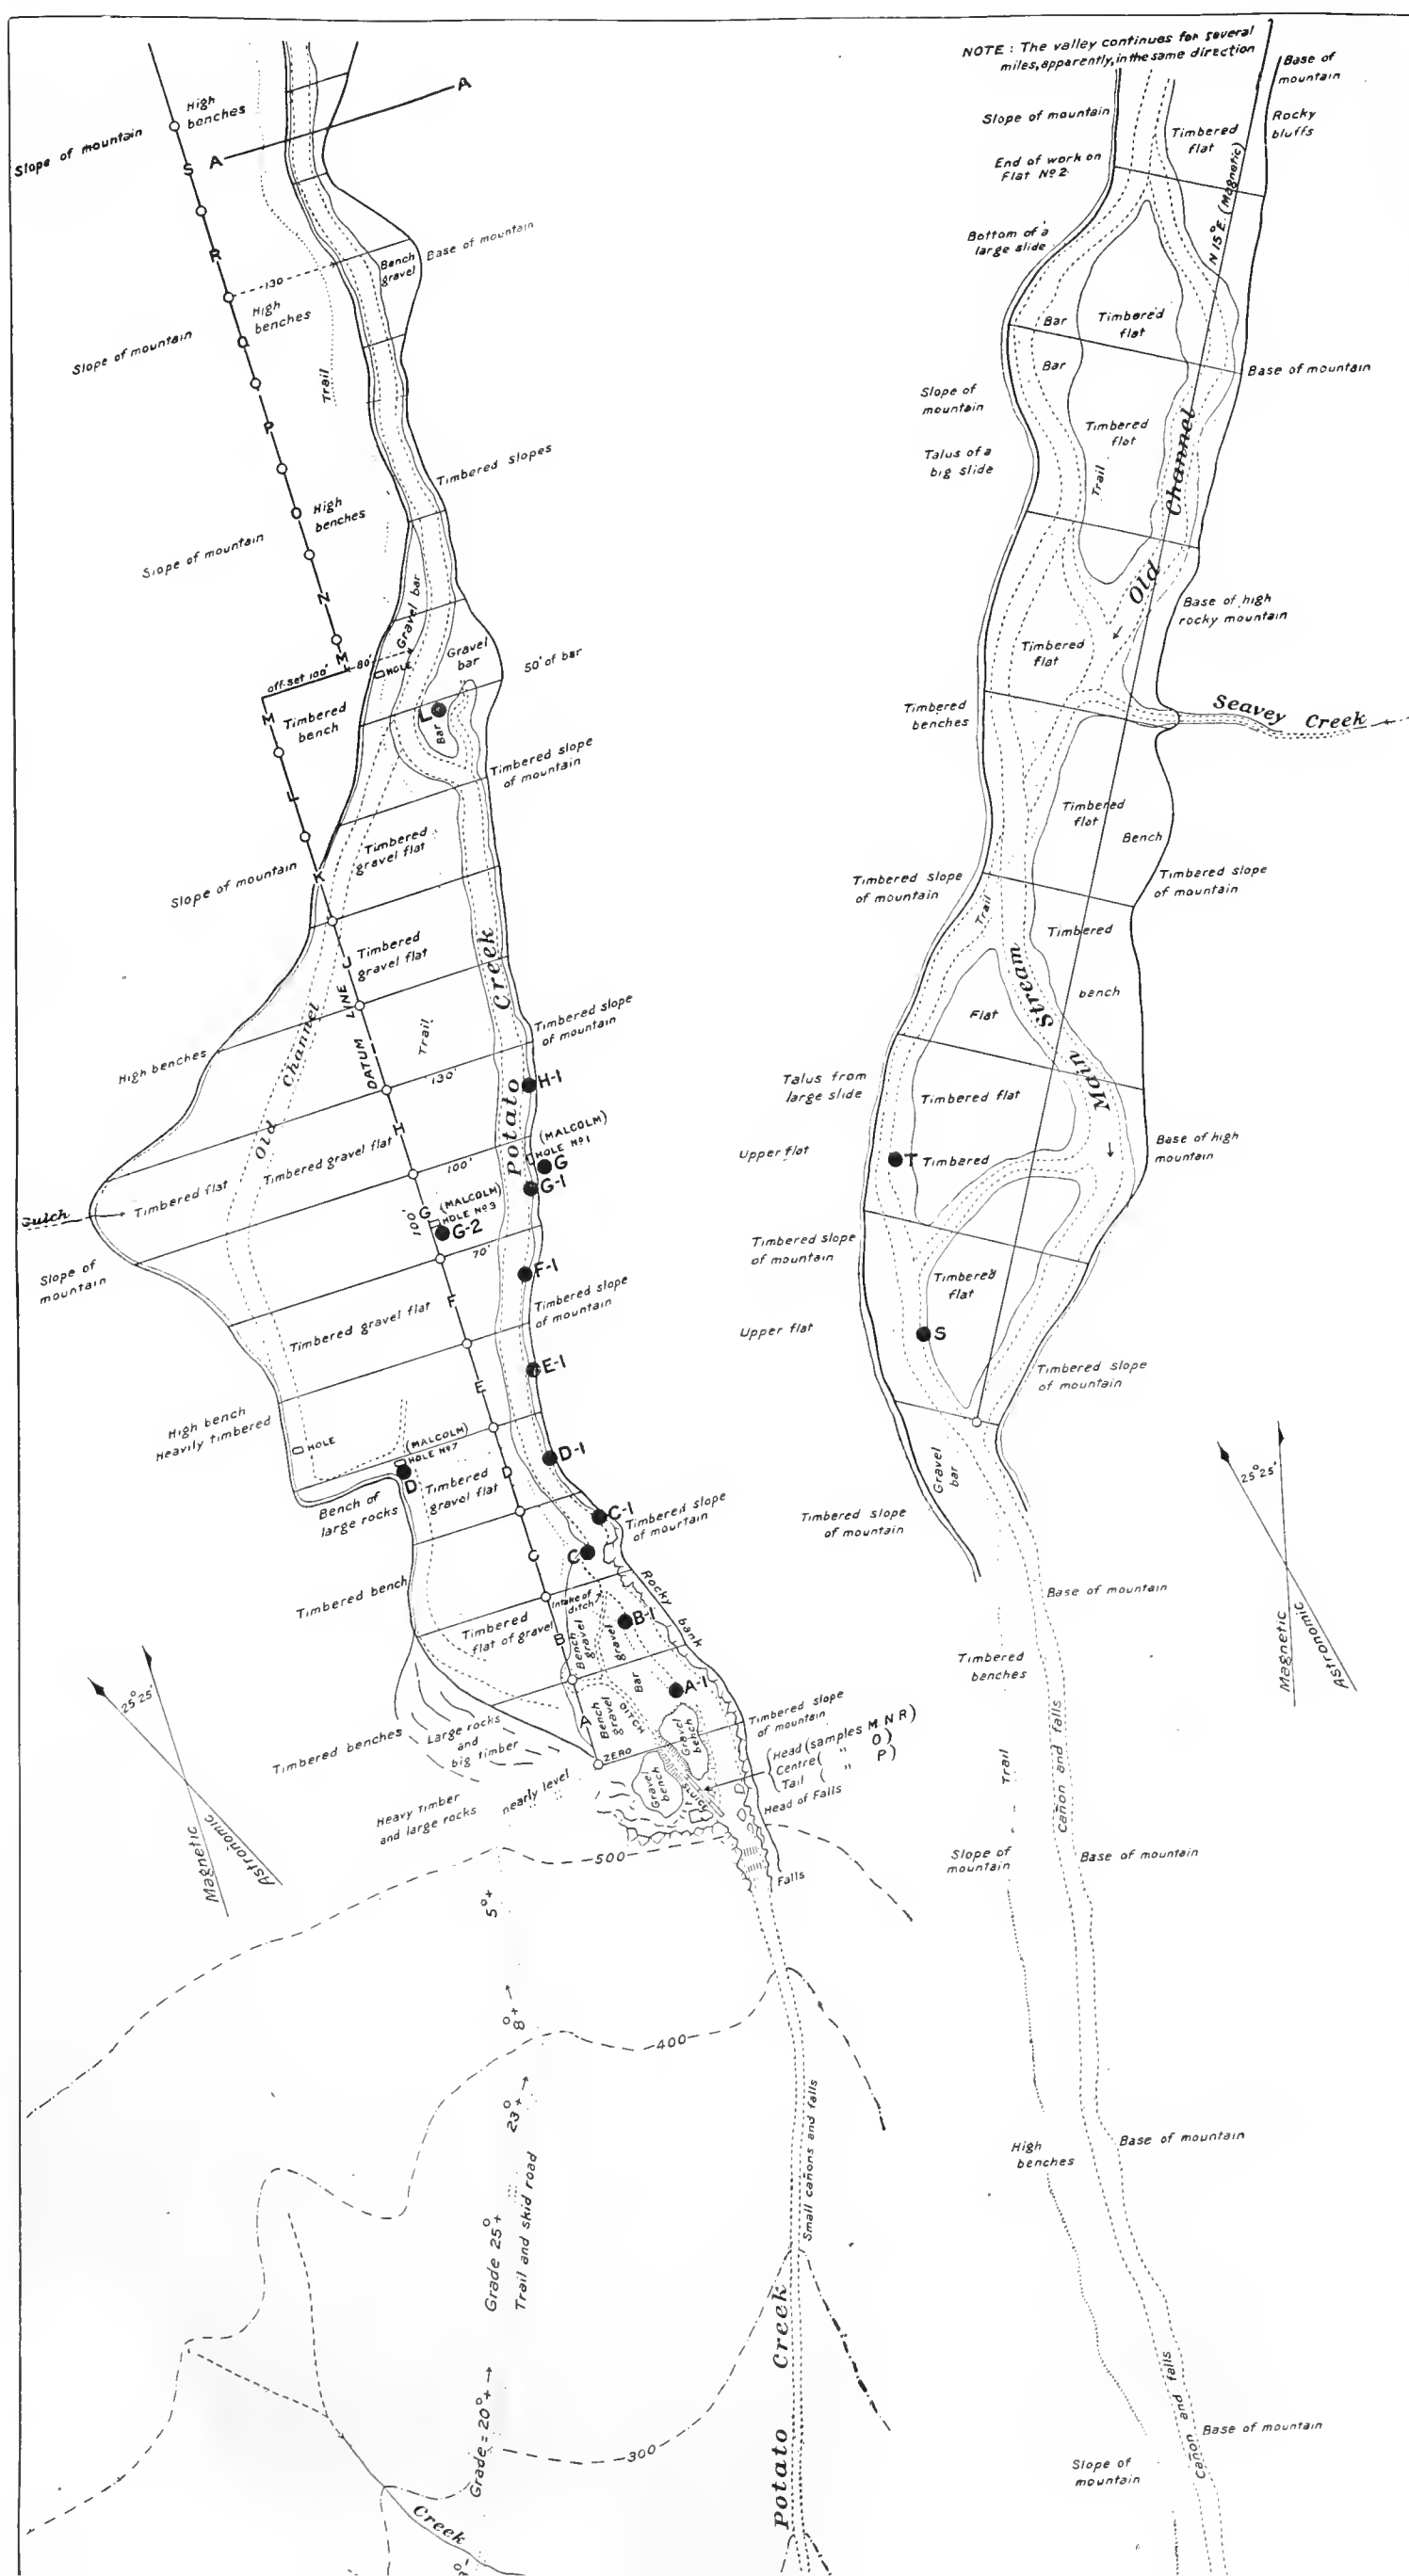 NOTE : The valley continues for several
miles, apparently, in the same direction
High
benches
Slope of mountain
S
A
A
Trail
130
Bench
gravel
Base of mountain
R
High
benches
Slope of mountain
Q
P
Timbered slopes
O
High
benches
Slope of mountain
N
Gravel bar
M
80'
HOLE
Gravel
bar
50' of bar
off-set 100'
M
Timbered
bench
L
Bar
Timbered slope
of mountain
L
Timbered
gravel flat
Slope of mountain
K
J
Timbered
gravel flat
DATUM LINE
Trail
Potato Creek
Timbered slope
of mountain
High benches
Old Channel
130'
H-1
I
(MALCOLM)
HOLE Nº1
G
G-1
100'
Timbered gravel flat
Timbered flat
Gulch
100'
G
(MALCOLM)
HOLE Nº3
G-2
70'
Slope of
mountain
F-1
Timbered slope
of mountain
F
Timbered gravel flat
E-1
E
High bench
Heavily timbered
HOLE
(MALCOLM)
HOLE Nº7
D
D-1
D
Timbered
gravel flat
Bench of
large rocks
C-1
Timbered slope
of mountain
C
C
Timbered bench
Rocky bank
Intake of
ditch
B-1
Timbered
flat of gravel
B
Bench
gravel
gravel
Bar
A-1
A
Bench
gravel
DITCH
Gravel
bench
Timbered slope
of mountain
Timbered benches
Large rocks
and
big timber
ZERO
Gravel
bench
SLUICE
Head (samples M N R)
Centre ( " O)
Tail ( " P)
Head of Falls
Heavy timber
and large rocks
nearly level
Falls
25°25'
Magnetic
Astronomic
500
5°+
8°+
400
23°+
Grade 25°+
Trail and skid road
Small cañons and falls
Potato Creek
Grade = 20°+
300
Creek
Base of
mountain
Slope of mountain
Timbered
flat
Rocky
bluffs
End of work on
Flat Nº2.
N 15°E. (Magnetic)
Bottom of a
large slide
Bar
Timbered
flat
Bar
Base of mountain
Slope of
mountain
Timbered
flat
Talus of a
big slide
Trail
Old Channel
Base of high
rocky mountain
Timbered
flat
Timbered
benches
Seavey Creek
Timbered
flat
Bench
Timbered slope
of mountain
Timbered slope
of mountain
Trail
Timbered
bench
Flat
Main Stream
Talus from
large slide
Timbered flat
Upper flat
T
Timbered
Base of high
mountain
Timbered slope
of mountain
Timbered
flat
Upper flat
S
Timbered slope
of mountain
Gravel
bar
Timbered slope
of mountain
25°25'
Magnetic
Astronomic
Base of mountain
Timbered
benches
Cañon and falls
Trail
Slope of
mountain
Base of mountain
High
benches
Base of mountain
Cañon and falls
Base of mountain
Slope of
mountain